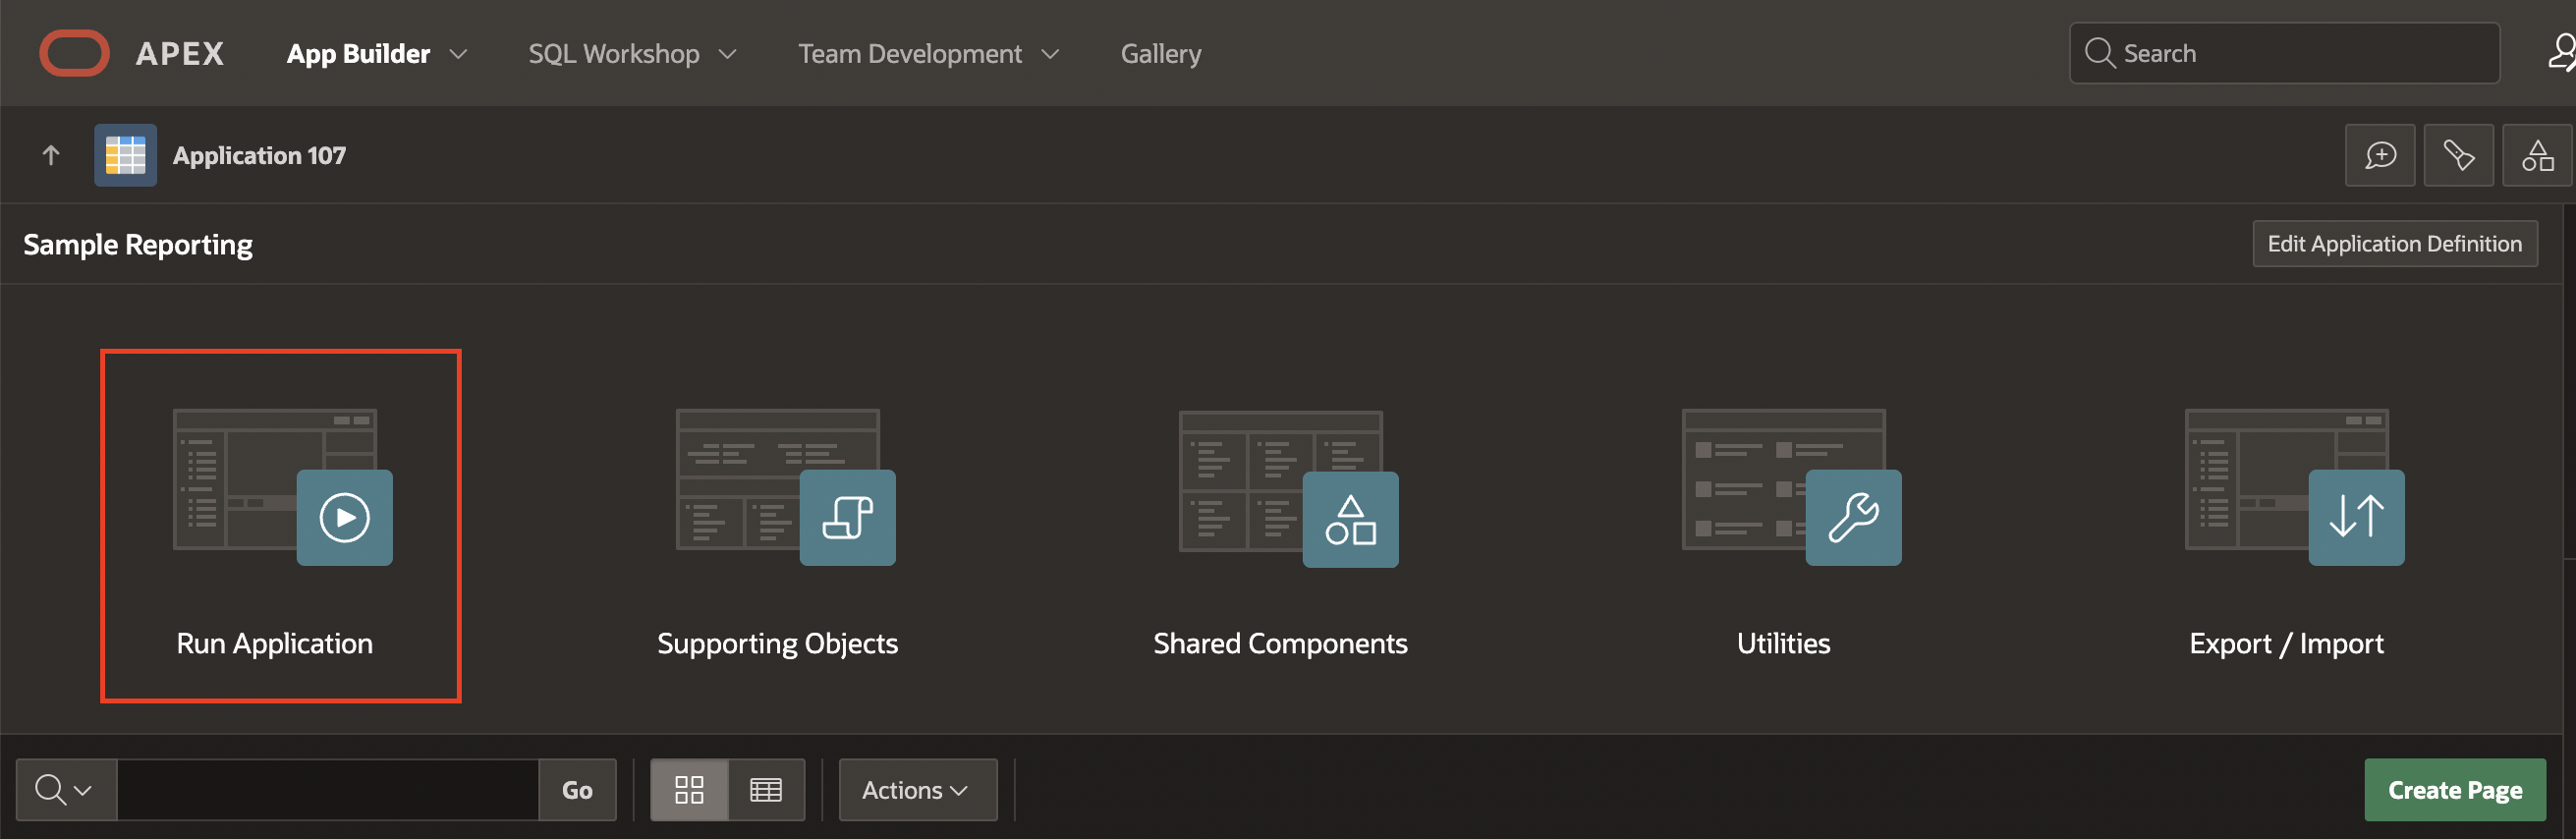 APEX App Builder SQL Workshop Team Development Gallery Search
Application 107
Sample Reporting Edit Application Definition
Run Application Supporting Objects Shared Components Utilities Export / Import
Go Actions Create Page